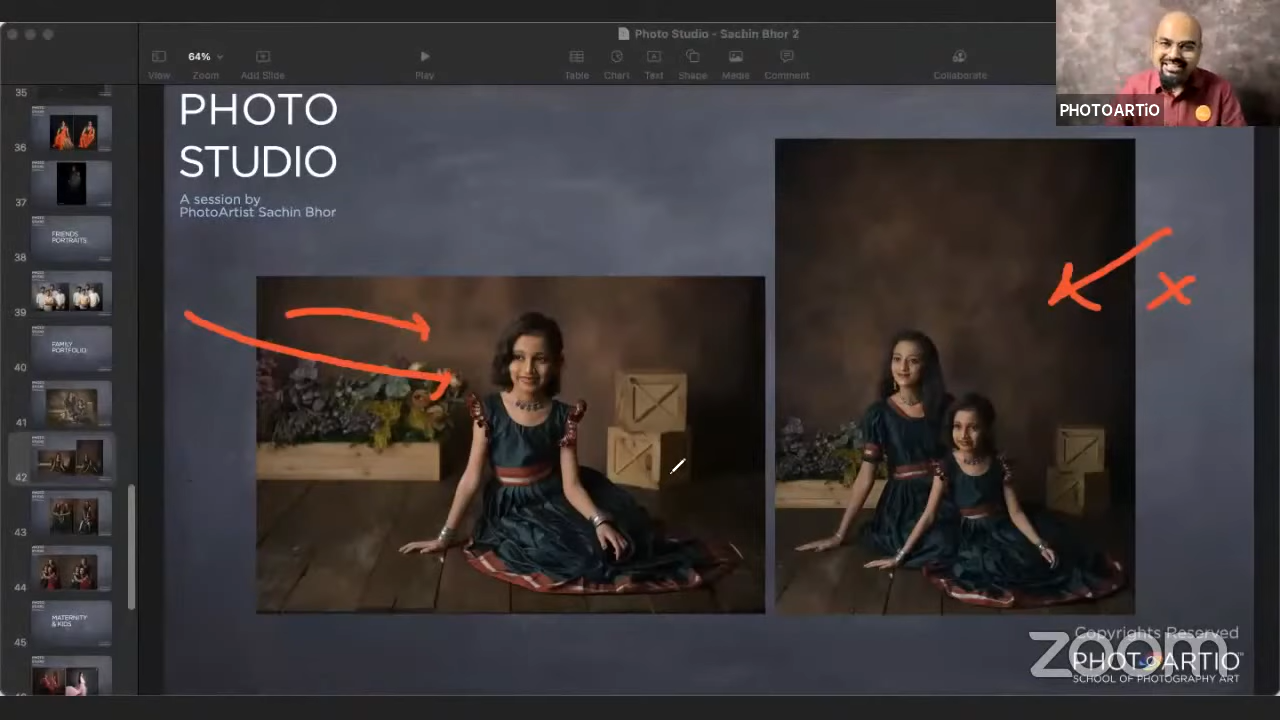 Photo Studio - Sachin Bhor 2
64%
View
Zoom
Add Slide
Play
Table
Chart
Text
Shape
Media
Comment
Collaborate
PHOTOARTiO
35
36
37
38
39
40
41
42
43
44
45
FRIENDS
PORTRAITS
FAMILY
PORTFOLIO
MATERNITY
& KIDS
PHOTO
STUDIO
A session by
PhotoArtist Sachin Bhor
X
Copyrights Reserved
zoom
PHOTOARTIO
SCHOOL OF PHOTOGRAPHY ART